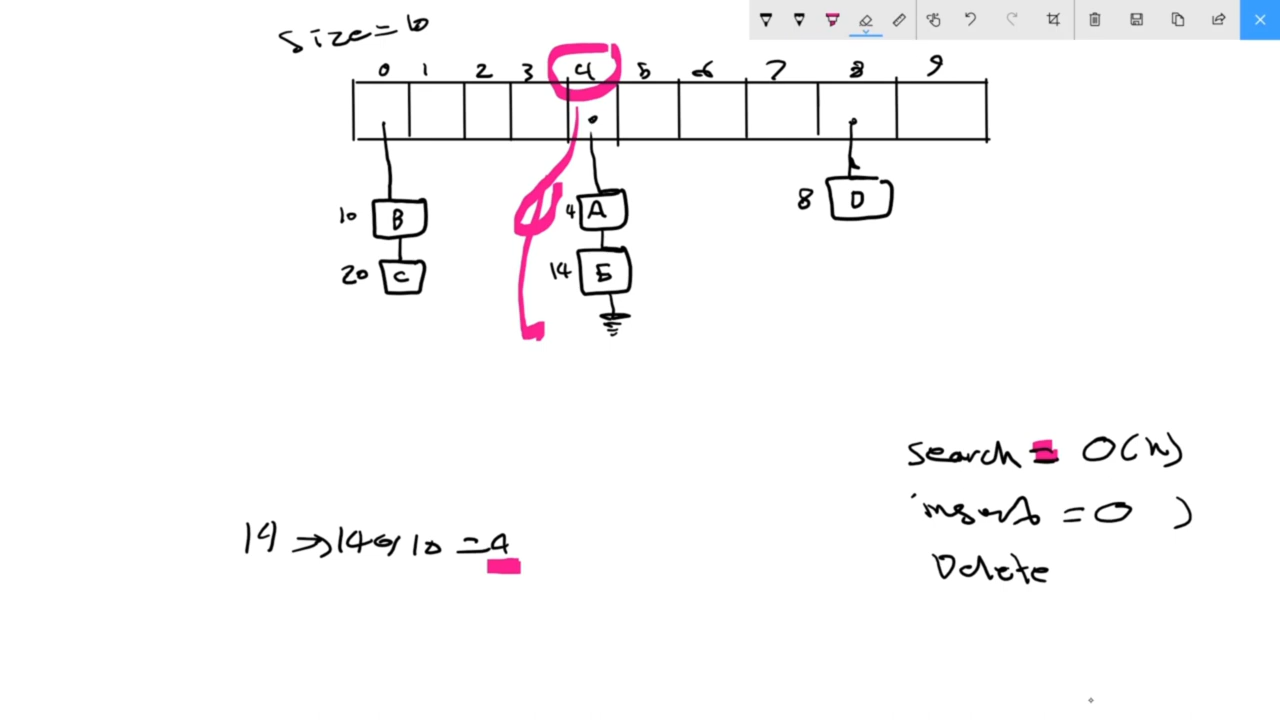 Size=10
0 1 2 3 4 5 6 7 8 9
10 B 4 A 8 D
20 C 14 E
Search = O(n)
insert = O )
14 → 14 % 10 = 4
Delete